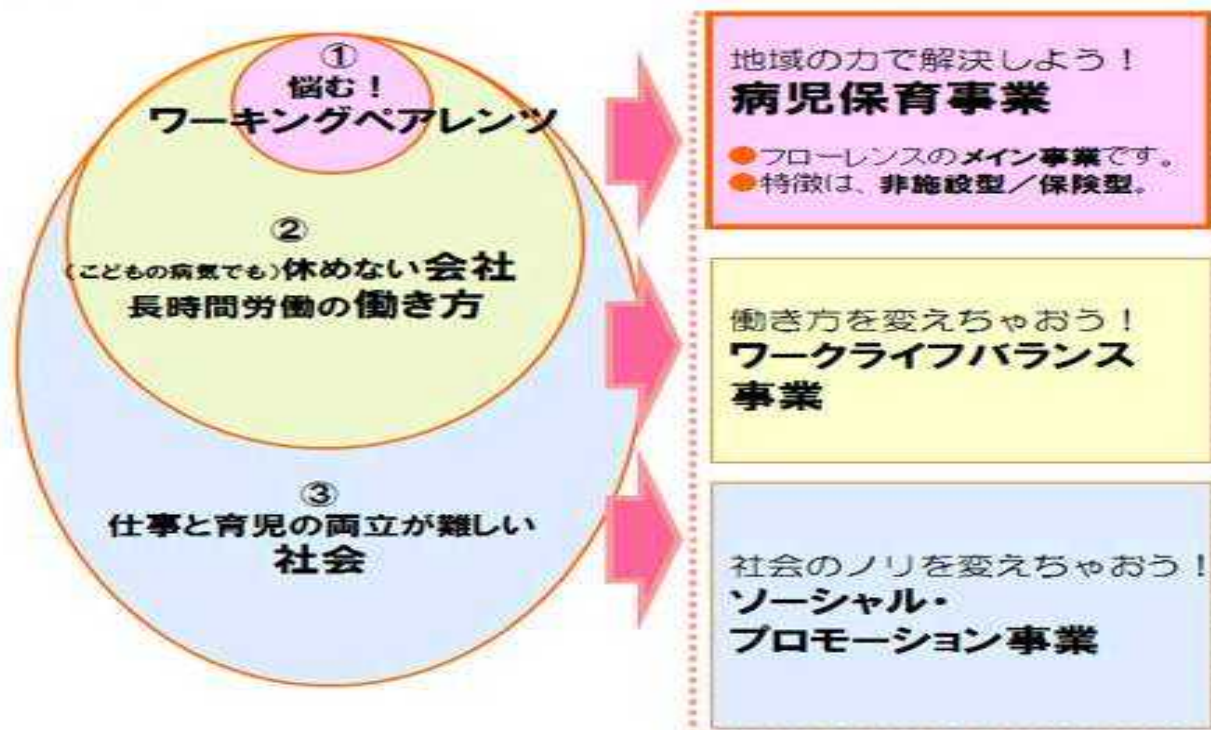 ①
悩む！
ワーキングペアレンツ
②
（こどもの病気でも）休めない会社
長時間労働の働き方
③
仕事と育児の両立が難しい
社会
地域の力で解決しよう！
病児保育事業
●フローレンスのメイン事業です。
●特徴は、非施設型／保険型。
働き方を変えちゃおう！
ワークライフバランス
事業
社会のノリを変えちゃおう！
ソーシャル・
プロモーション事業